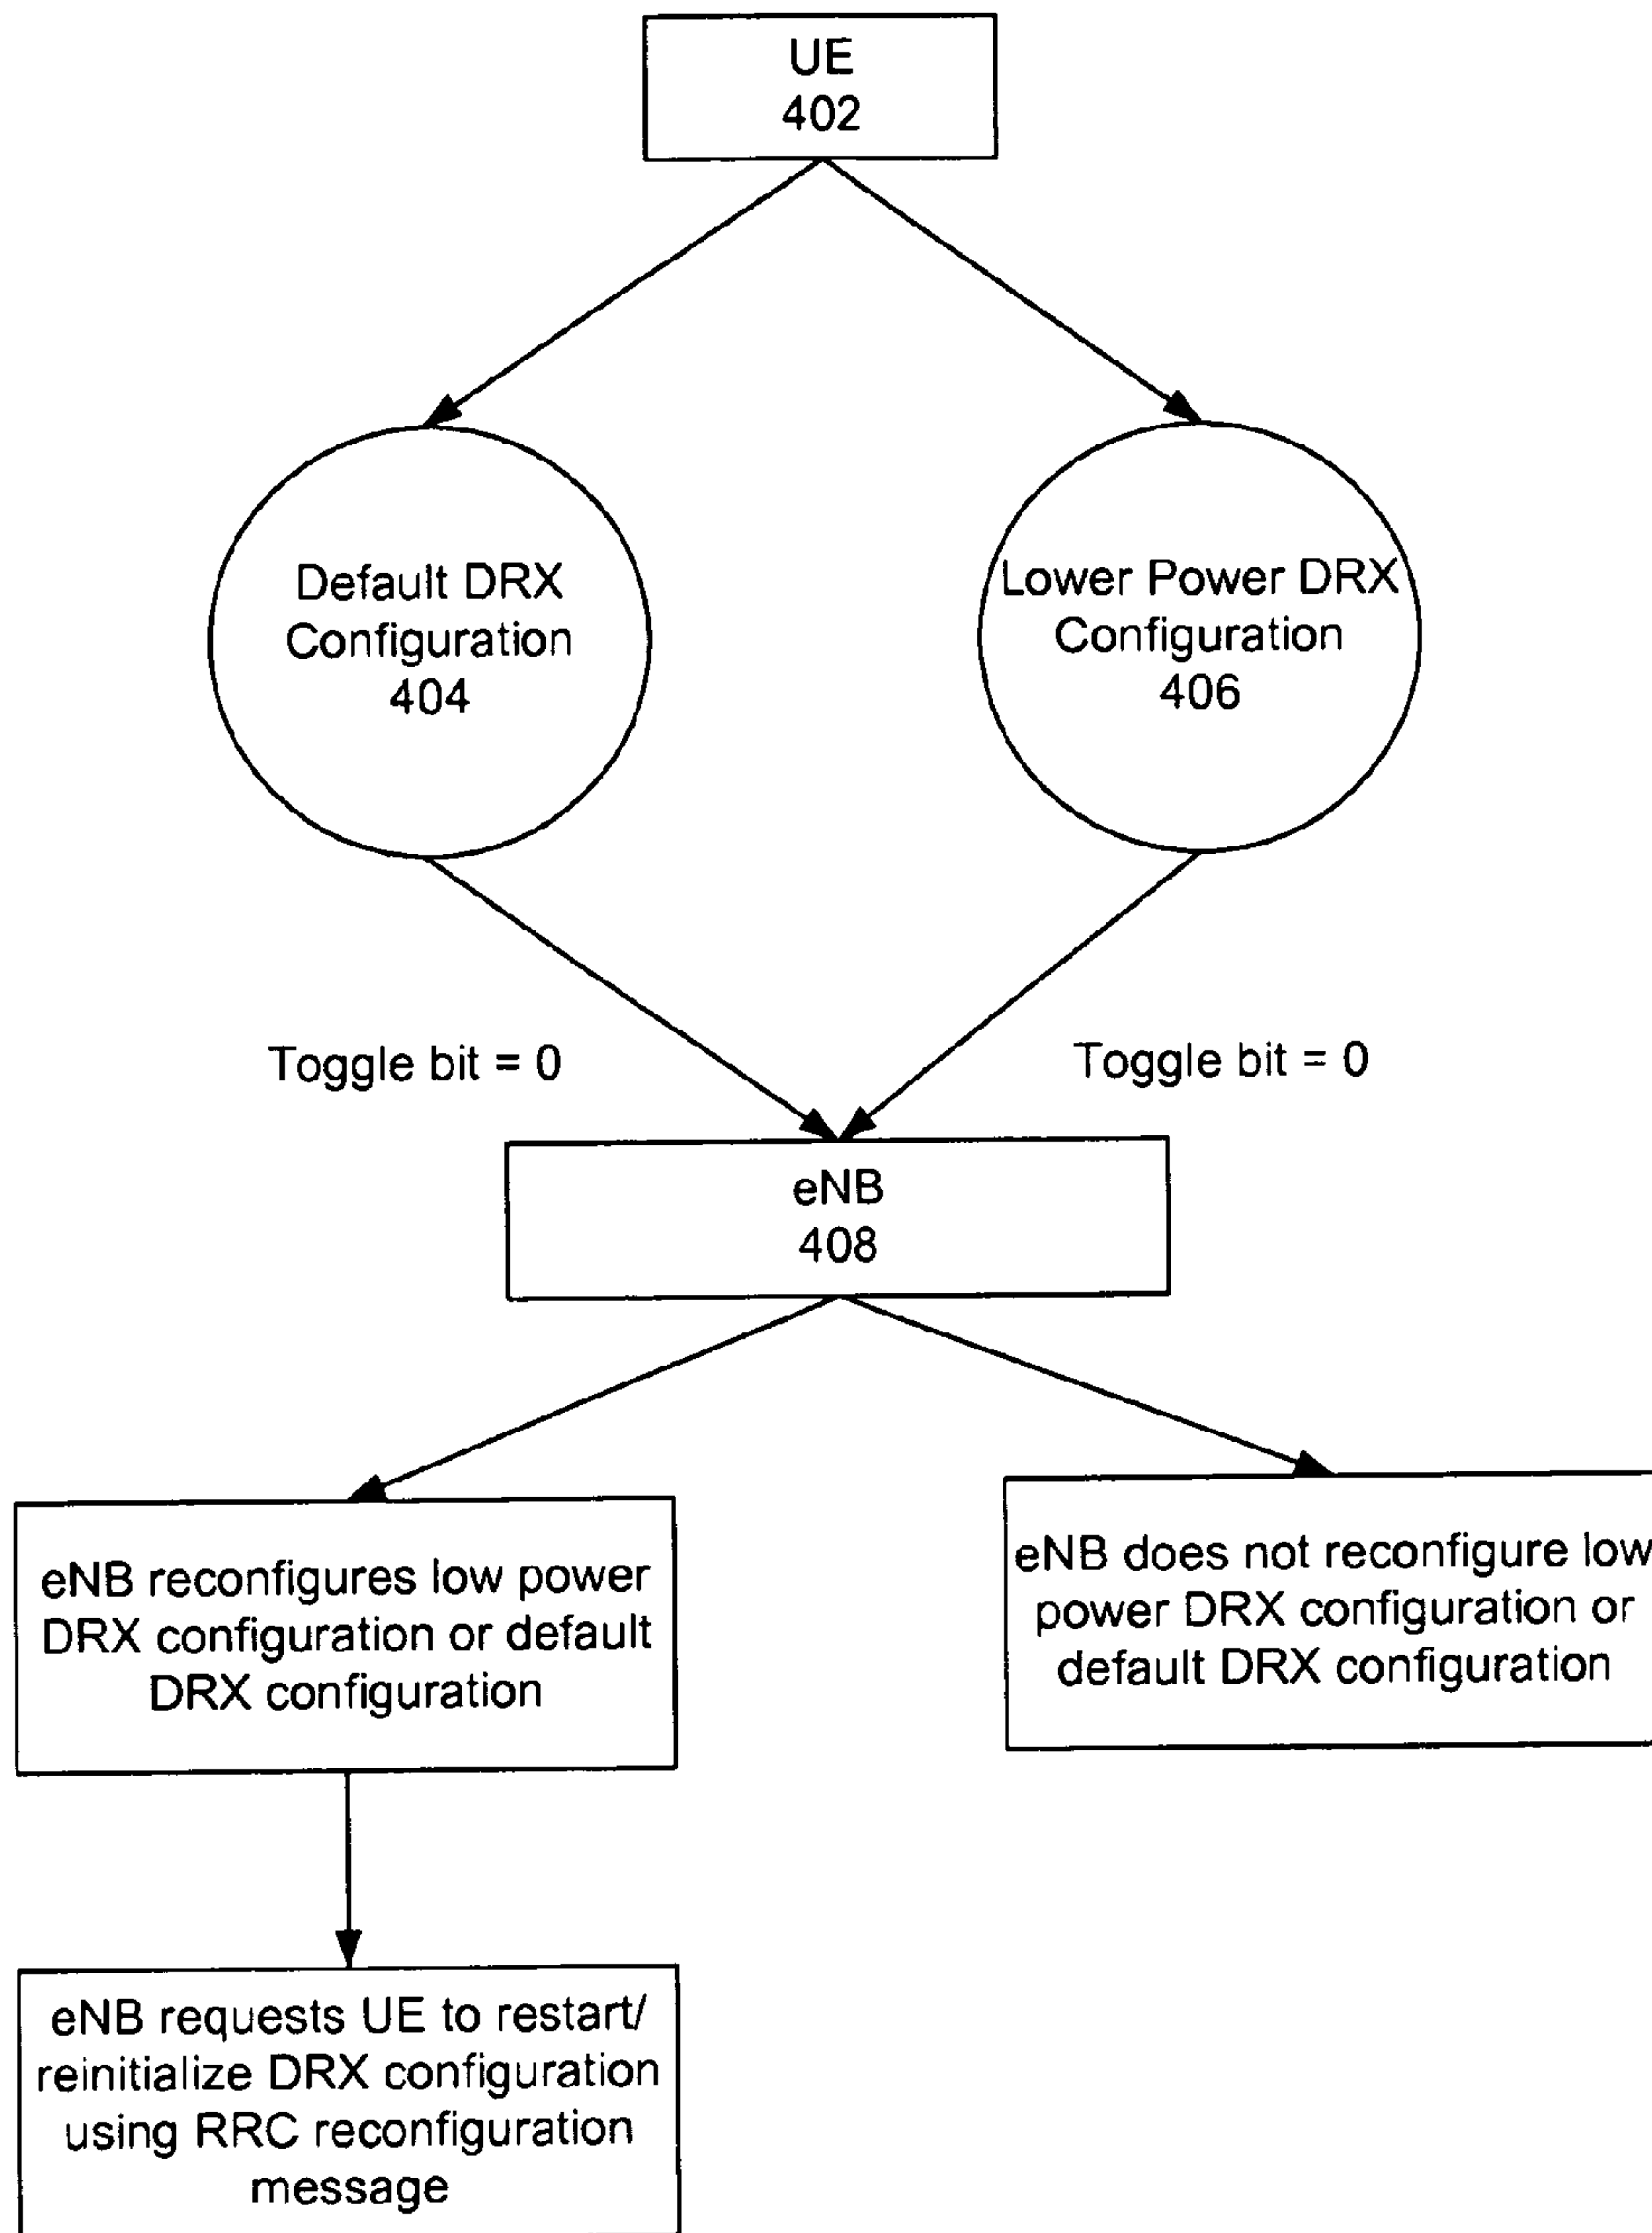 UE
402
Default DRX
Configuration
404
Lower Power DRX
Configuration
406
Toggle bit = 0
Toggle bit = 0
eNB
408
eNB reconfigures low power
DRX configuration or default
DRX configuration
eNB does not reconfigure low
power DRX configuration or
default DRX configuration
eNB requests UE to restart/
reinitialize DRX configuration
using RRC reconfiguration
message